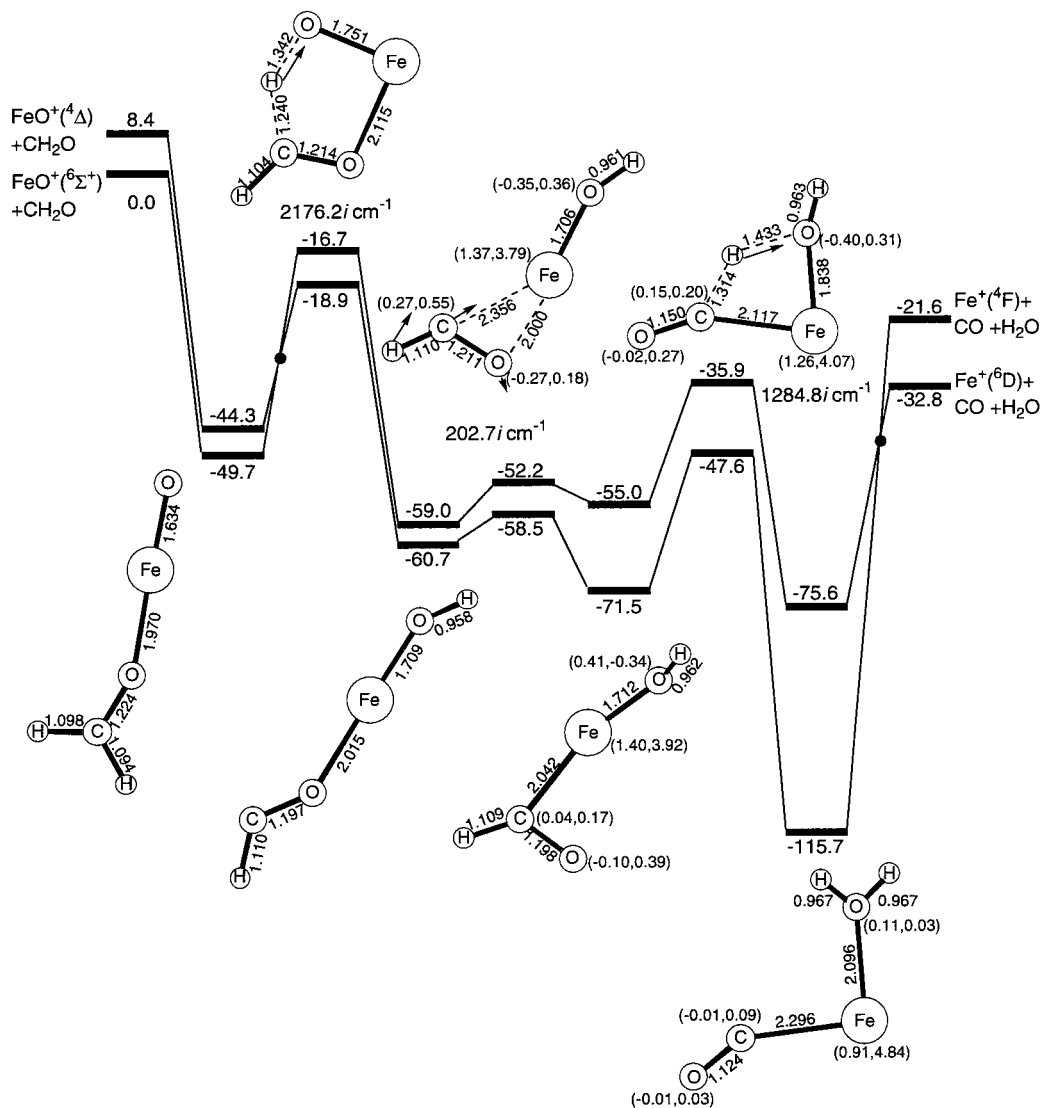 O
1.751
Fe
1.342
H
1.240
2.115
C
1.214
O
1.104
H
2176.2i cm⁻¹
FeO⁺(⁴Δ)
+CH₂O
8.4
FeO⁺(⁶Σ⁺)
+CH₂O
0.0
-16.7
-18.9
-44.3
-49.7
(-0.35,0.36)
O
0.961
H
1.706
(1.37,3.79)
Fe
(0.27,0.55)
C
2.356
2.000
H
1.110
1.211
O
(-0.27,0.18)
202.7i cm⁻¹
-52.2
-58.5
-59.0
-60.7
-55.0
-71.5
H
0.963
O
(-0.40,0.31)
1.433
H
1.314
1.838
(0.15,0.20)
C
1.150
O
(-0.02,0.27)
2.117
Fe
(1.26,4.07)
-35.9
1284.8i cm⁻¹
-47.6
-21.6
Fe⁺(⁴F)+
CO +H₂O
Fe⁺(⁶D)+
-32.8
CO +H₂O
-75.6
-115.7
O
1.634
Fe
1.970
O
1.224
H
1.098
C
1.094
H
H
O
0.958
1.709
Fe
2.015
O
C
1.197
1.110
H
(0.41,-0.34)
H
O
0.962
1.712
Fe
(1.40,3.92)
2.042
H
1.109
C
(0.04,0.17)
1.198
O
(-0.10,0.39)
H
H
0.967
O
0.967
(0.11,0.03)
2.096
(-0.01,0.09)
C
2.296
Fe
(0.91,4.84)
1.124
O
(-0.01,0.03)